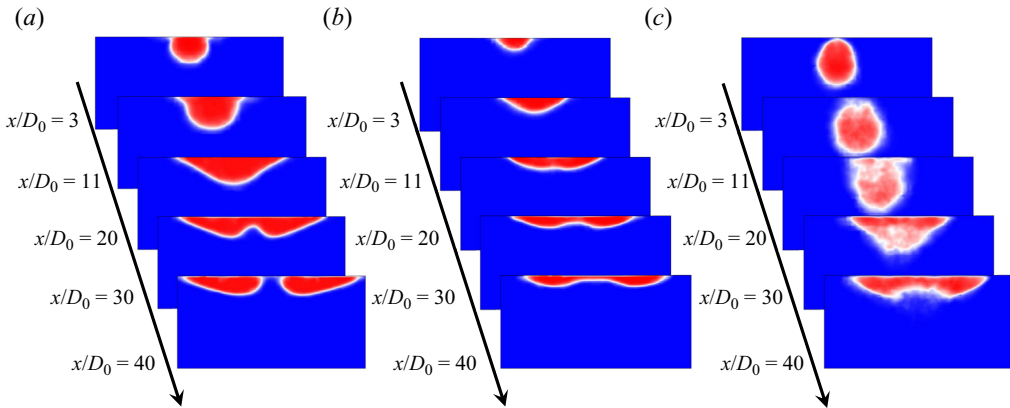 (a)
x/D0 = 3
x/D0 = 11
x/D0 = 20
x/D0 = 30
x/D0 = 40
(b)
x/D0 = 3
x/D0 = 11
x/D0 = 20
x/D0 = 30
x/D0 = 40
(c)
x/D0 = 3
x/D0 = 11
x/D0 = 20
x/D0 = 30
x/D0 = 40